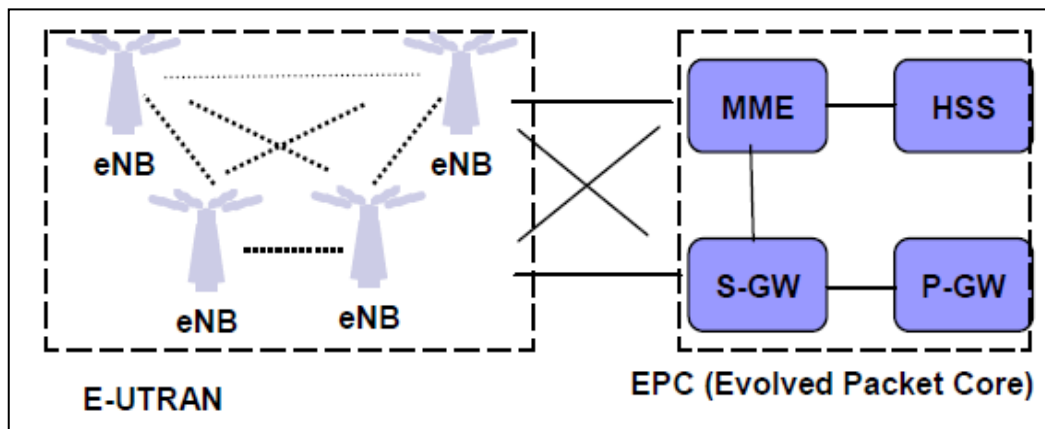 eNB
eNB
eNB
eNB
E-UTRAN
MME
HSS
S-GW
P-GW
EPC (Evolved Packet Core)